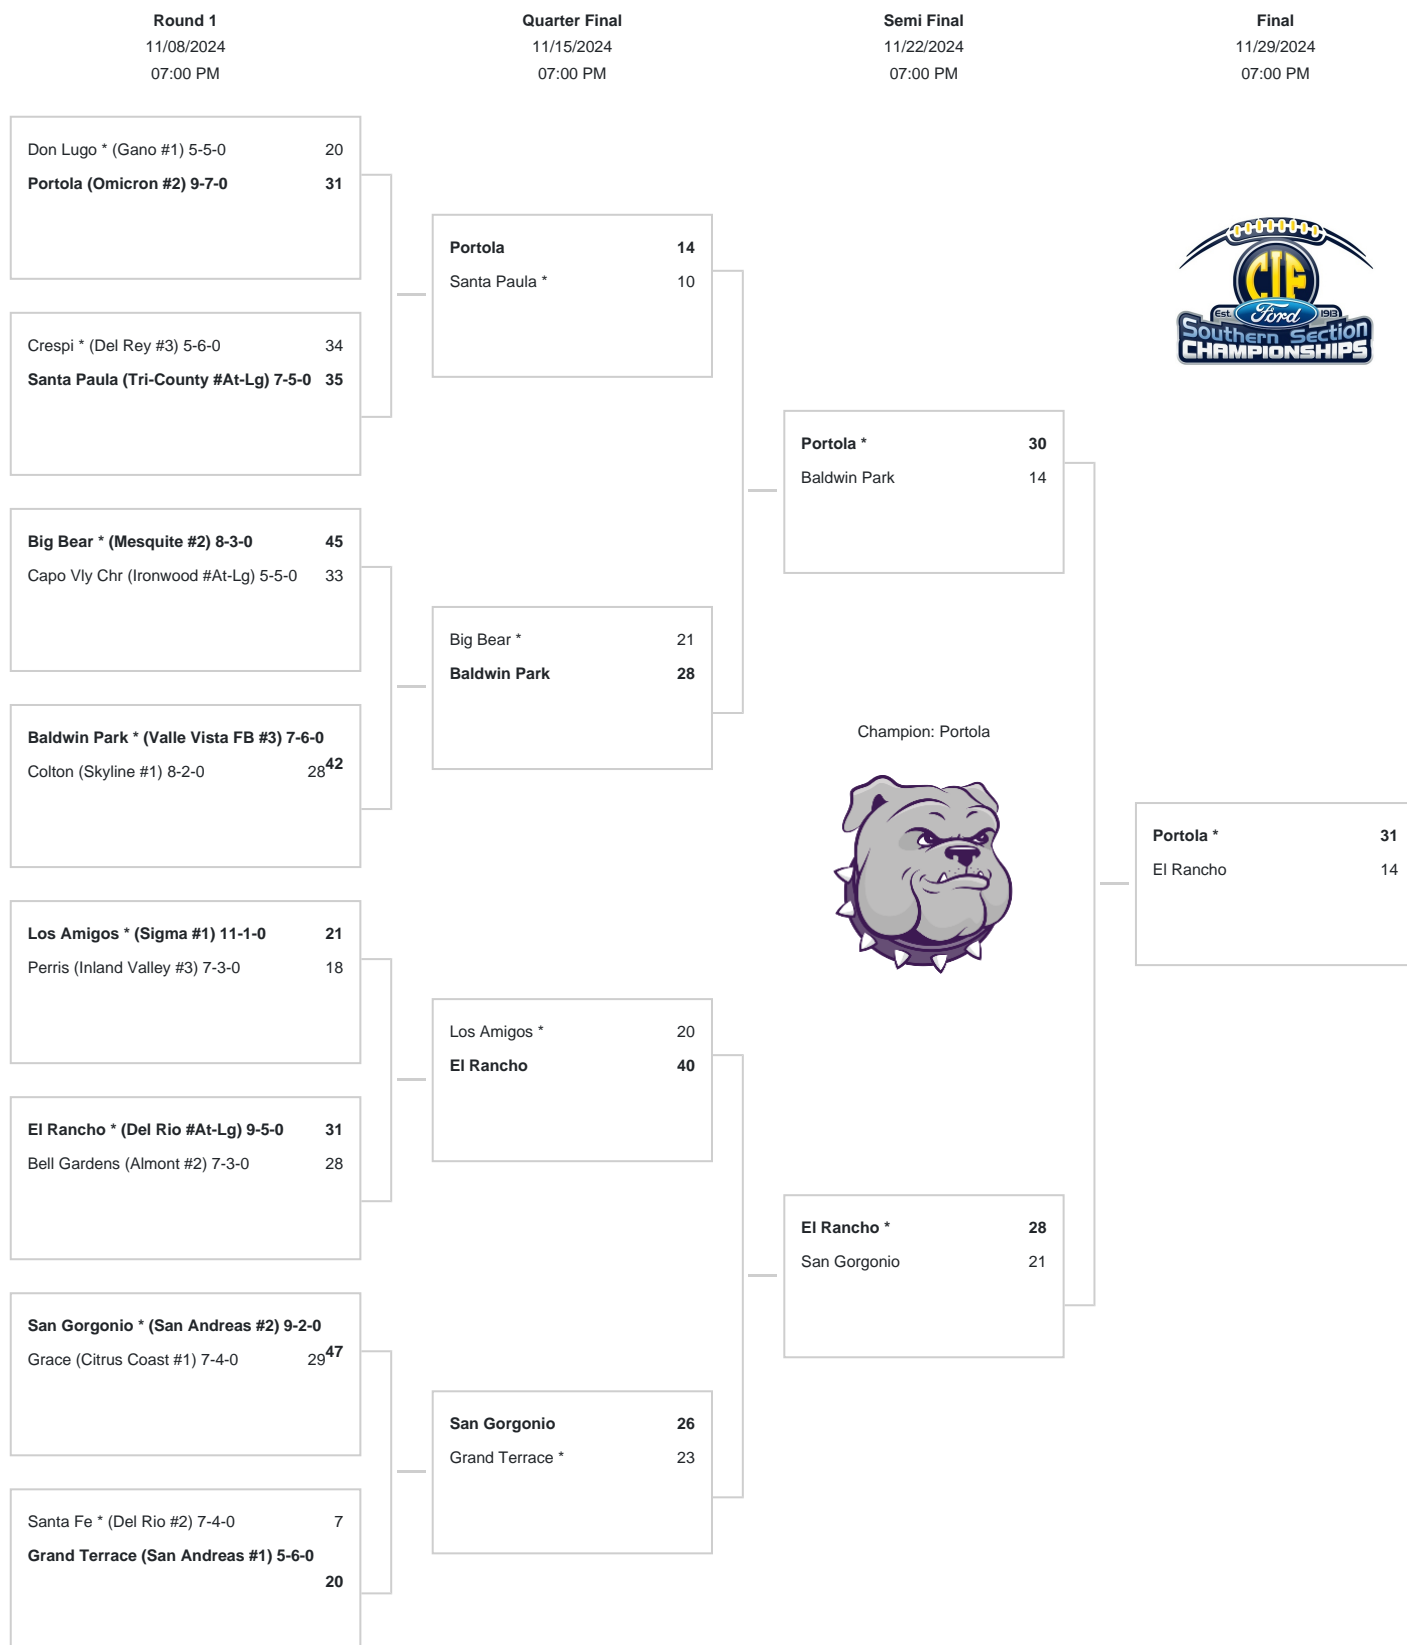 Round 1
11/08/2024
07:00 PM
Quarter Final
11/15/2024
07:00 PM
Semi Final
11/22/2024
07:00 PM
Final
11/29/2024
07:00 PM
Don Lugo * (Gano #1) 5-5-0 20
Portola (Omicron #2) 9-7-0 31
Crespi * (Del Rey #3) 5-6-0 34
Santa Paula (Tri-County #At-Lg) 7-5-0 35
Big Bear * (Mesquite #2) 8-3-0 45
Capo Vly Chr (Ironwood #At-Lg) 5-5-0 33
Baldwin Park * (Valle Vista FB #3) 7-6-0
42
Colton (Skyline #1) 8-2-0 28
Los Amigos * (Sigma #1) 11-1-0 21
Perris (Inland Valley #3) 7-3-0 18
El Rancho * (Del Rio #At-Lg) 9-5-0 31
Bell Gardens (Almont #2) 7-3-0 28
San Gorgonio * (San Andreas #2) 9-2-0
47
Grace (Citrus Coast #1) 7-4-0 29
Santa Fe * (Del Rio #2) 7-4-0 7
Grand Terrace (San Andreas #1) 5-6-0
20
Portola 14
Santa Paula * 10
Big Bear * 21
Baldwin Park 28
Los Amigos * 20
El Rancho 40
San Gorgonio 26
Grand Terrace * 23
Portola * 30
Baldwin Park 14
Champion: Portola
El Rancho * 28
San Gorgonio 21
CIF
Est. Ford 1913
Southern Section
CHAMPIONSHIPS
Portola * 31
El Rancho 14